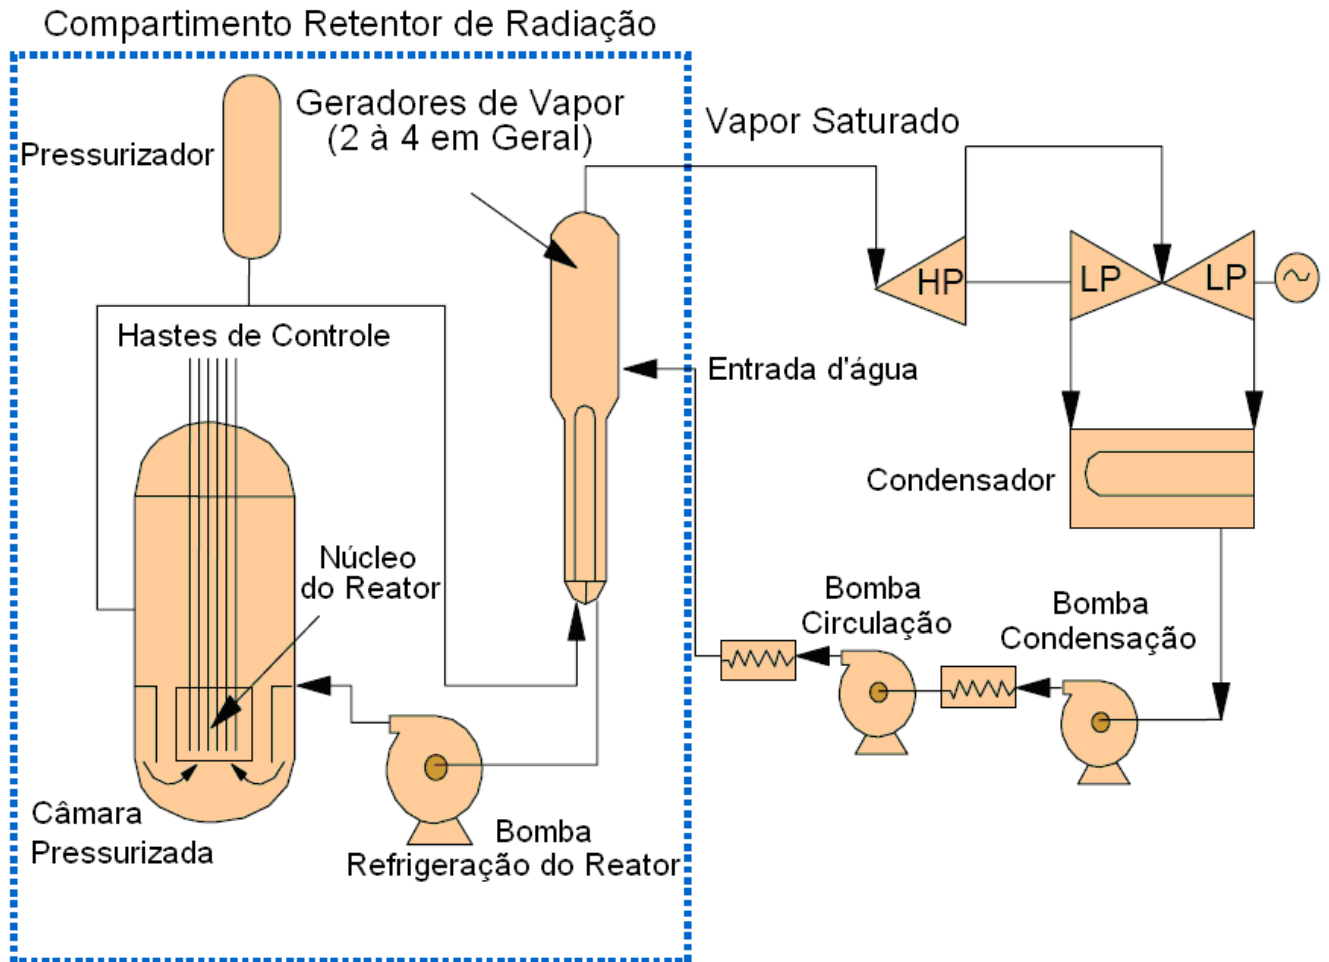 Compartimento Retentor de Radiação
Geradores de Vapor
(2 à 4 em Geral)
Vapor Saturado
Pressurizador
HP
LP
LP
Hastes de Controle
Entrada d'água
Condensador
Núcleo
do Reator
Bomba
Circulação
Bomba
Condensação
Câmara
Pressurizada
Bomba
Refrigeração do Reator